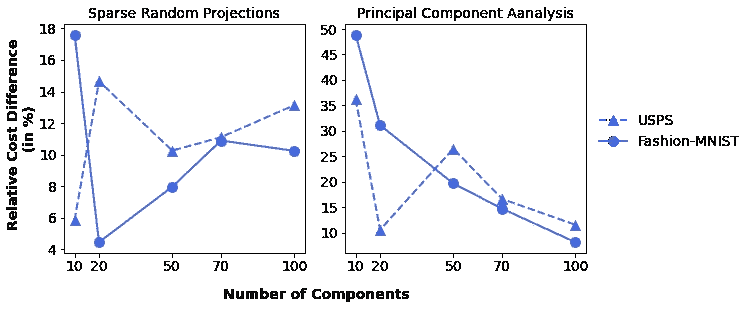 Sparse Random Projections
Principal Component Aanalysis
Relative Cost Difference
(in %)
18
16
14
12
10
8
6
4
50
45
40
35
30
25
20
15
10
10 20 50 70 100
10 20 50 70 100
USPS
Fashion-MNIST
Number of Components